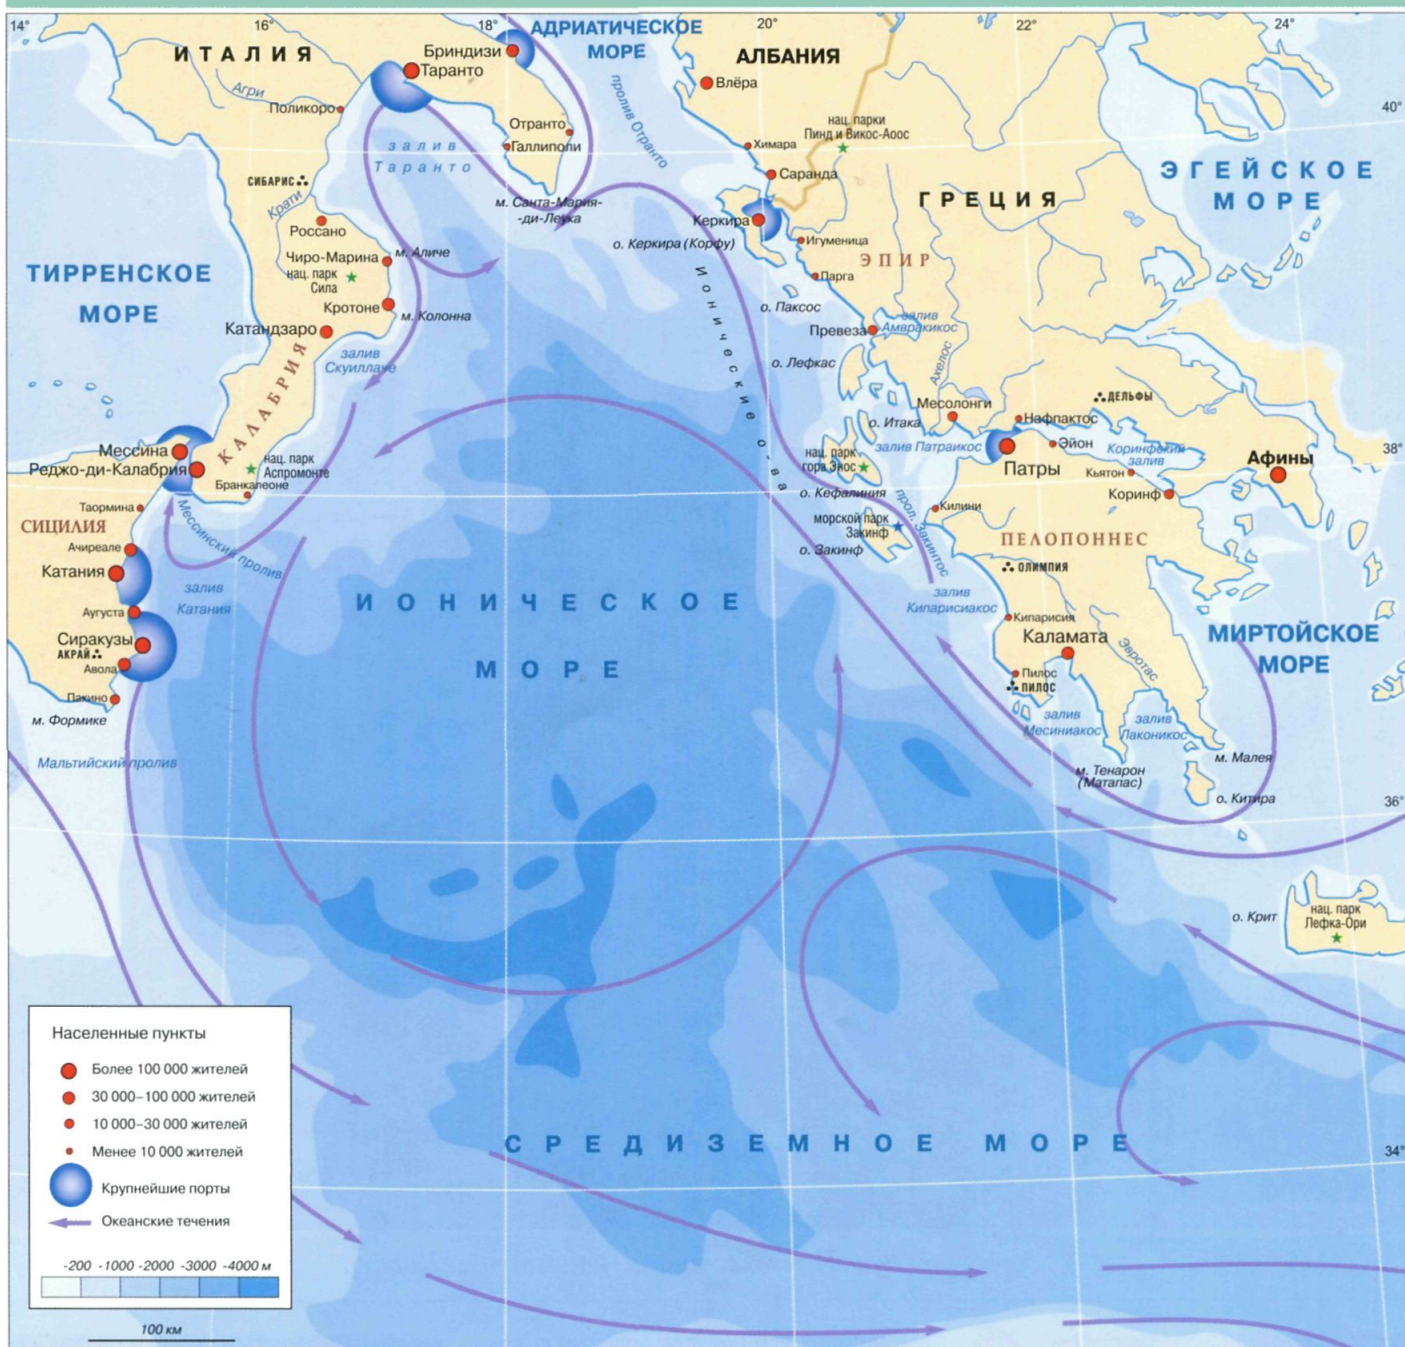 14°
16°
18°
20°
22°
24°
АДРИАТИЧЕСКОЕ
МОРЕ
ИТАЛИЯ
Бриндизи
Таранто
АЛБАНИЯ
Влёра
Агри
Поликоро
пролив Отранто
40°
Отранто
Галлиполи
залив
Таранто
нац. парки
Пинд и Викос-Аоос
Химара
Саранда
ЭГЕЙСКОЕ
МОРЕ
СИБАРИС
Крати
м. Санта-Мария-
-ди-Леука
ГРЕЦИЯ
Россано
Керкира
о. Керкира (Корфу)
Игуменица
ЭПИР
Парга
Чиро-Марина
м. Аличе
нац. парк
Сила
ТИРРЕНСКОЕ
МОРЕ
Кротоне
м. Колонна
Катандзаро
залив
Скуиллаче
КАЛАБРИЯ
Ионические о-ва
о. Паксос
Превеза
залив
Амвракикос
о. Лефкас
Ахелос
Месолонги
Нафпактос
ДЕЛЬФЫ
о. Итака
залив Патраикос
Эйон
Коринфский
залив
38°
Мессина
Реджо-ди-Калабрия
нац. парк
Аспромонте
Бранкалеоне
нац. парк
гора Энос
Патры
Кьятон
Афины
Коринф
о. Кефалиния
Таормина
СИЦИЛИЯ
Мессинский пролив
морской парк
Закинф
прол. Закинтос
Килини
о. Закинф
ПЕЛОПОННЕС
Ачиреале
Катания
ОЛИМПИЯ
залив
Катания
ИОНИЧЕСКОЕ
МОРЕ
залив
Кипарисиакос
Аугуста
Кипарисия
Сиракузы
АКРАЙ
Авола
Каламата
Эвротас
МИРТОЙСКОЕ
МОРЕ
Пилос
ПИЛОС
Пакино
м. Формике
залив
Месиниакос
залив
Лаконикос
Мальтийский пролив
м. Тенарон
(Матапас)
м. Малея
о. Китира
36°
о. Крит
нац. парк
Лефка-Ори
СРЕДИЗЕМНОЕ МОРЕ
34°
Населенные пункты
Более 100 000 жителей
30 000–100 000 жителей
10 000–30 000 жителей
Менее 10 000 жителей
Крупнейшие порты
Океанские течения
-200 -1000 -2000 -3000 -4000 м
100 км